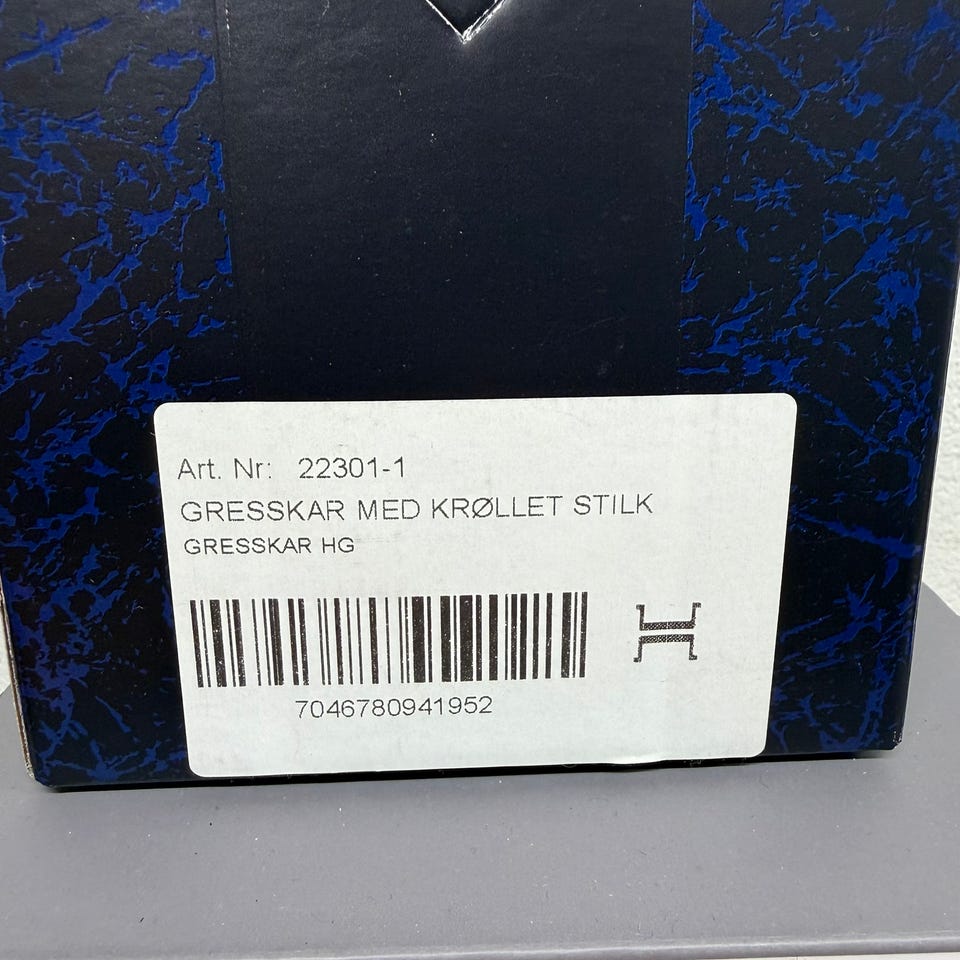 Art. Nr: 22301-1
GRESSKAR MED KRØLLET STILK
GRESSKAR HG
7046780941952